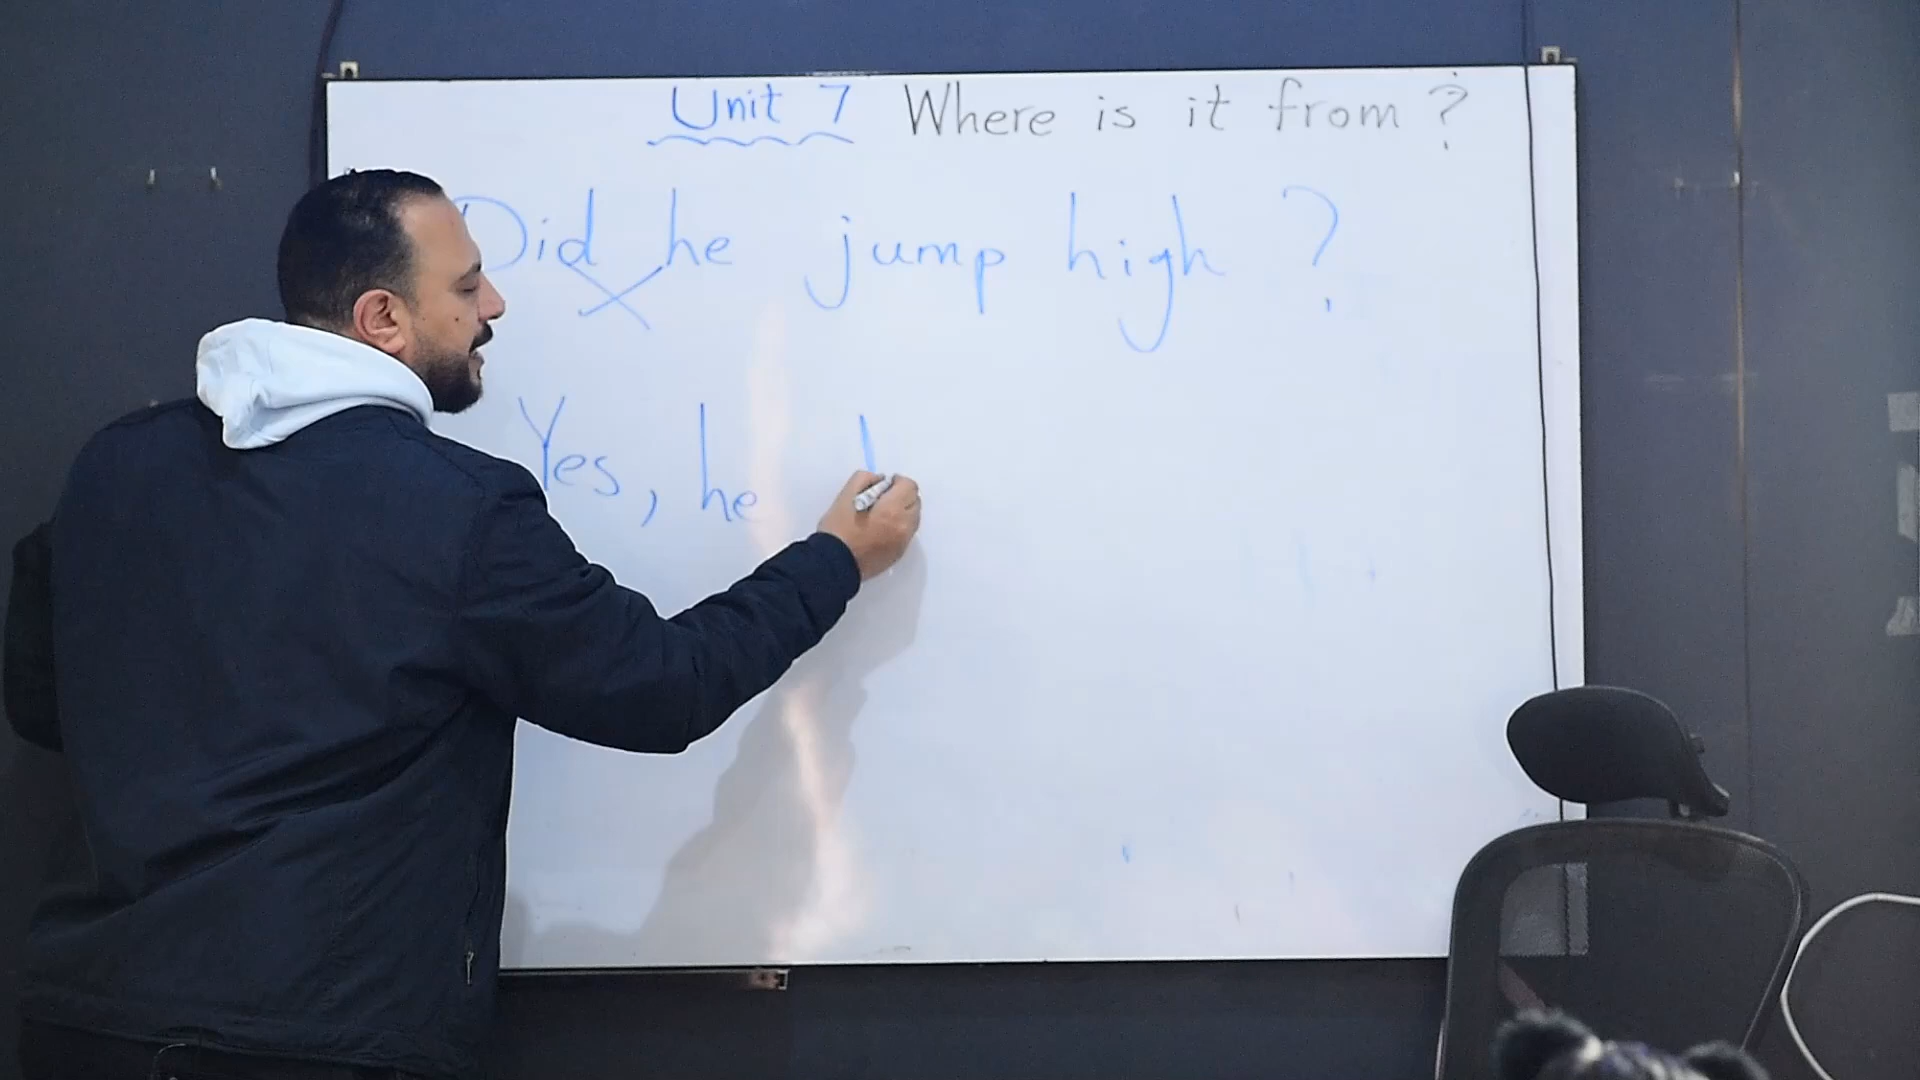 Unit 7 Where is it from ?
Did he jump high ?
Yes, he